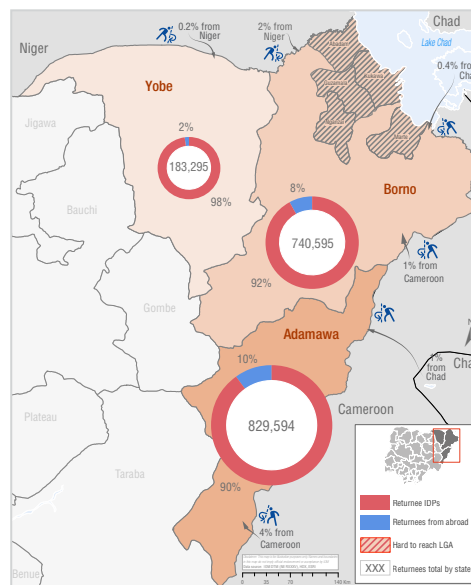 0.2% from
Niger
2% from
Niger
Chad
Niger
Lake Chad
0.4% from
Cha
Abadam
Yobe
Jigawa
2%
183,295
98%
Bauchi
8%
Borno
740,595
1% from
Cameroon
92%
Gombe
Adamawa
10%
1%
from
Chad
Cha
Cameroon
829,594
Plateau
Taraba
90%
4% from
Cameroon
Benue
Returnee IDPs
Returnees from abroad
Hard to reach LGA
XXX Returnees total by state